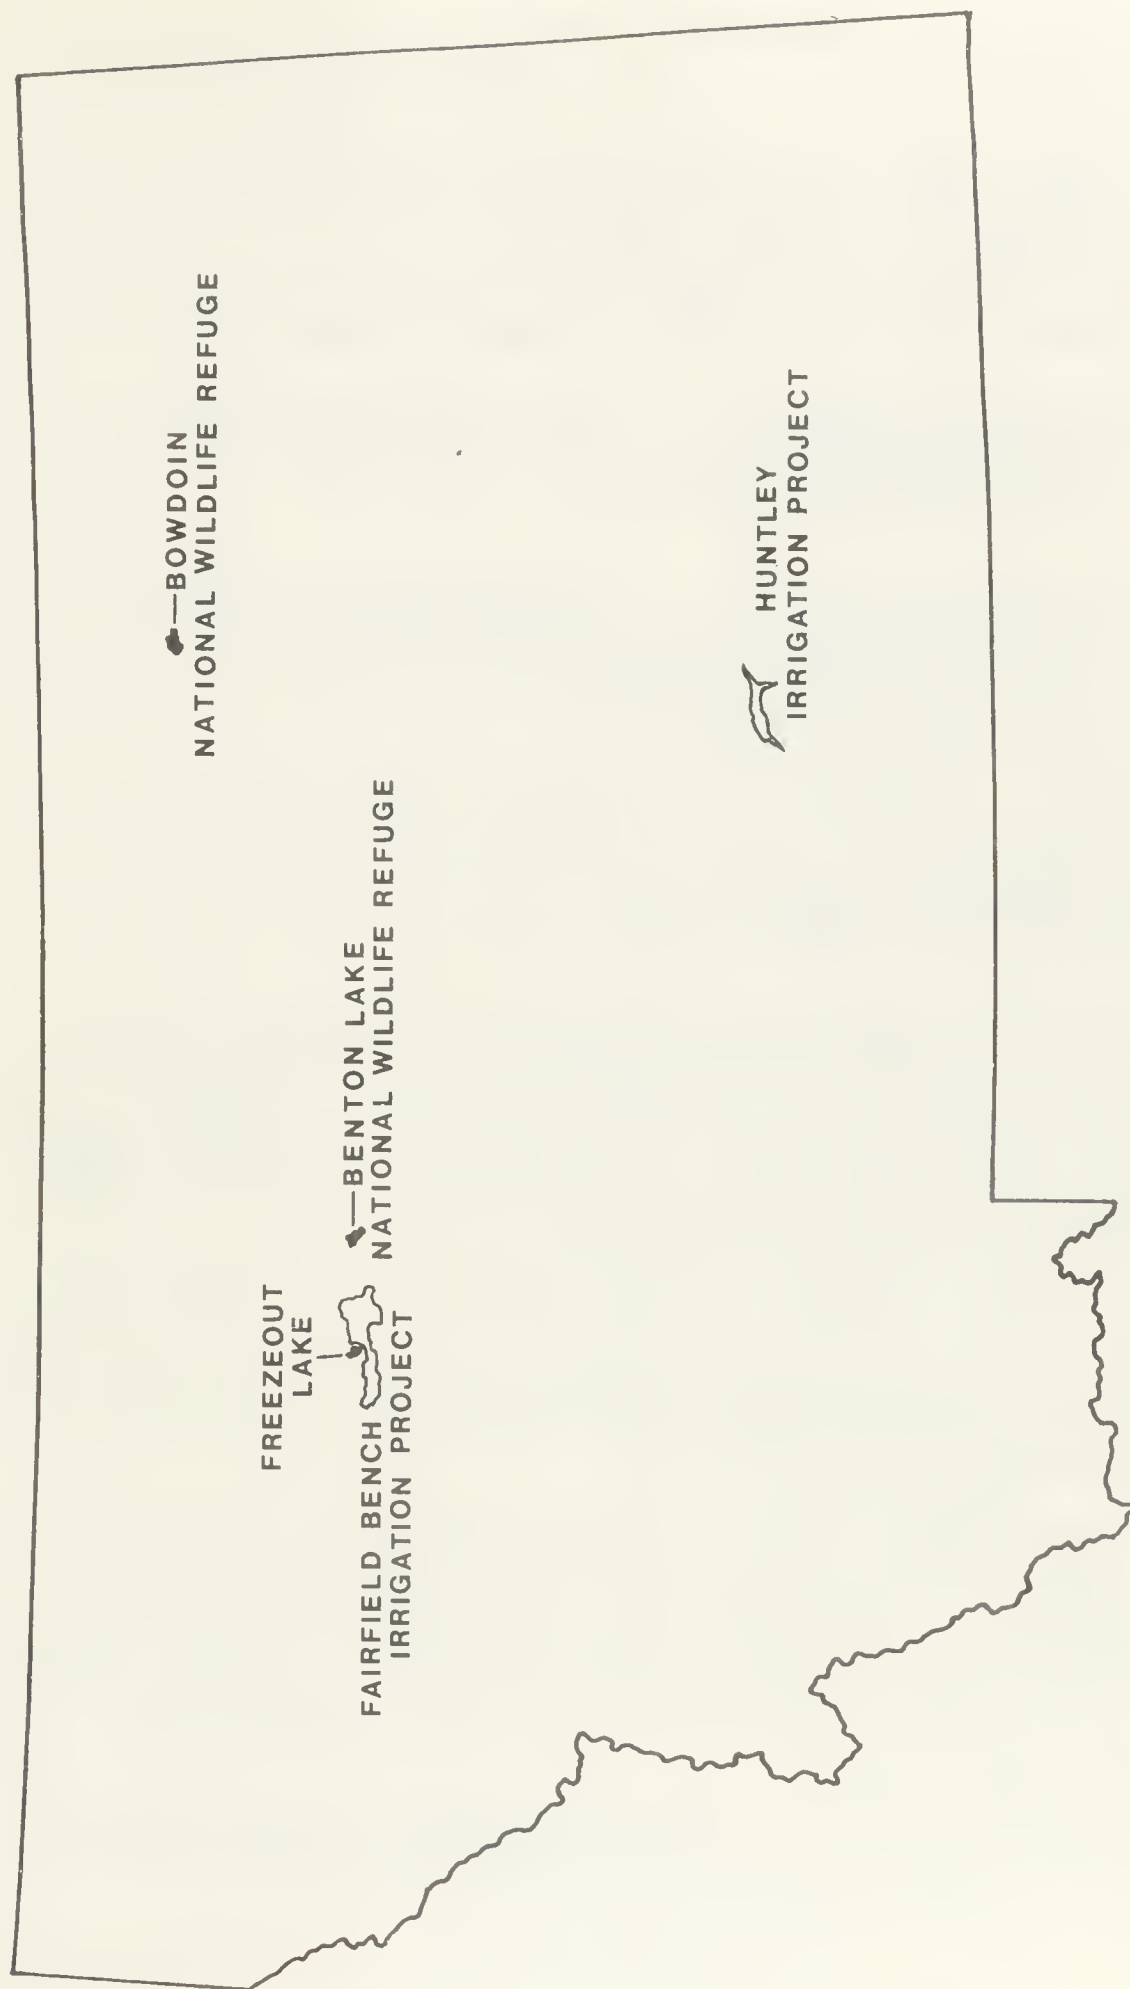 BOWDOIN
NATIONAL WILDLIFE REFUGE
FREEZEOUT
LAKE
BENTON LAKE
NATIONAL WILDLIFE REFUGE
FAIRFIELD BENCH
IRRIGATION PROJECT
HUNTLEY
IRRIGATION PROJECT